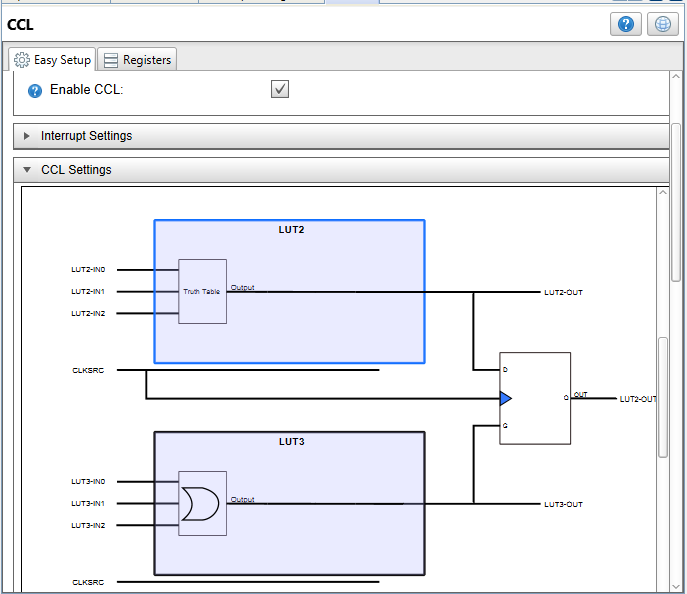 CCL
Easy Setup
Registers
Enable CCL:
Interrupt Settings
CCL Settings
LUT2
LUT2-IN0
LUT2-IN1
LUT2-IN2
Truth Table
Output
LUT2-OUT
CLKSRC
D
Q
OUT
LUT2-OUT
G
LUT3
LUT3-IN0
LUT3-IN1
LUT3-IN2
Output
LUT3-OUT
CLKSRC